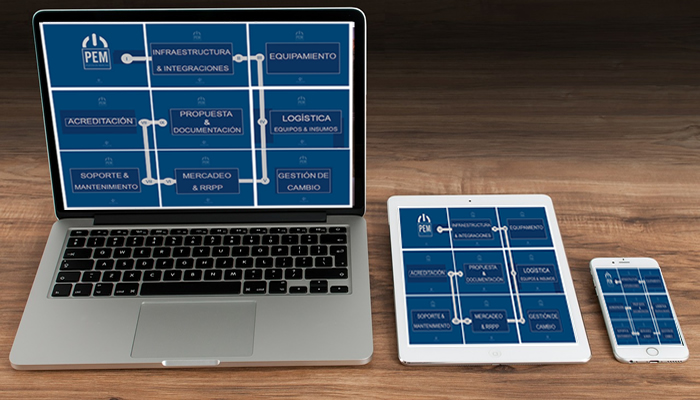 PEM
INFRAESTRUCTURA
& INTEGRACIONES
EQUIPAMIENTO
ACREDITACIÓN
PROPUESTA
&
DOCUMENTACIÓN
LOGÍSTICA
EQUIPOS & INSUMOS
SOPORTE &
MANTENIMIENTO
MERCADEO
& RRPP
GESTIÓN DE
CAMBIO
PEM
INFRAESTRUCTURA
& INTEGRACIONES
EQUIPAMIENTO
ACREDITACIÓN
PROPUESTA
&
DOCUMENTACIÓN
LOGÍSTICA
EQUIPOS & INSUMOS
SOPORTE &
MANTENIMIENTO
MERCADEO
& RRPP
GESTIÓN DE
CAMBIO
PEM